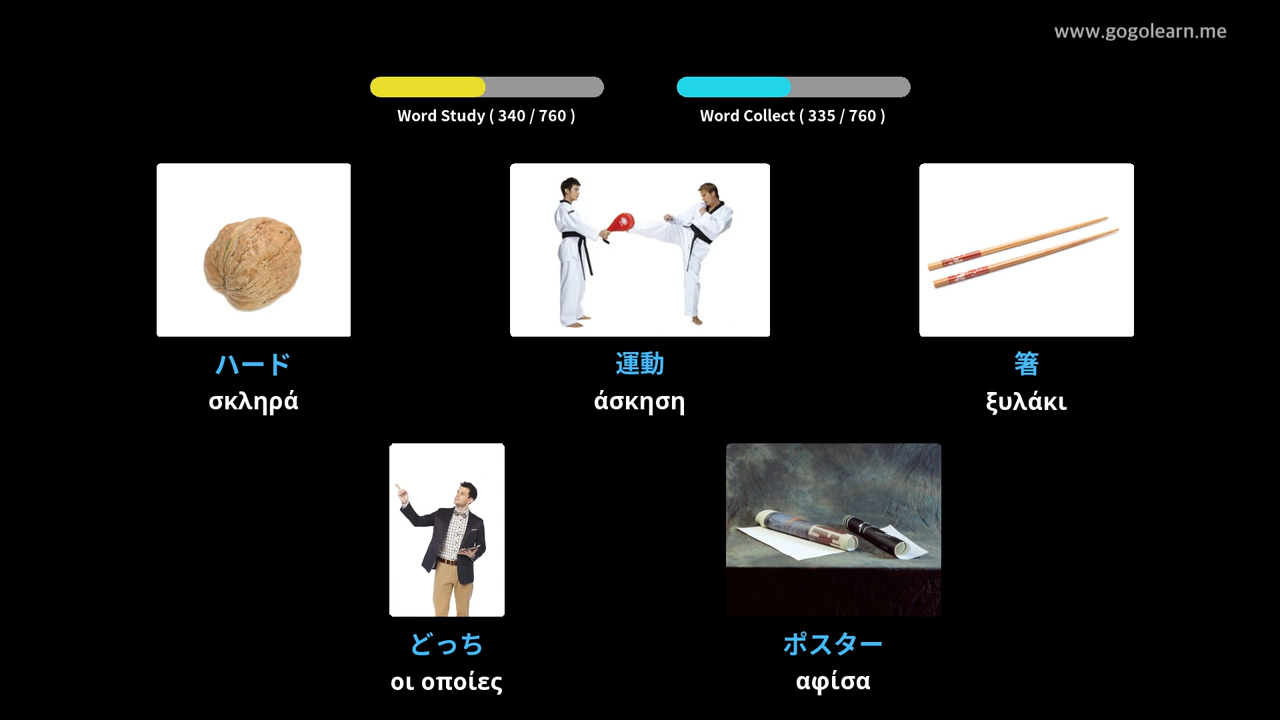 www.gogolearn.me
Word Study ( 340 / 760 )
Word Collect ( 335 / 760 )
ハード
σκληρά
運動
άσκηση
箸
ξυλάκι
どっち
οι οποίες
ポスター
αφίσα